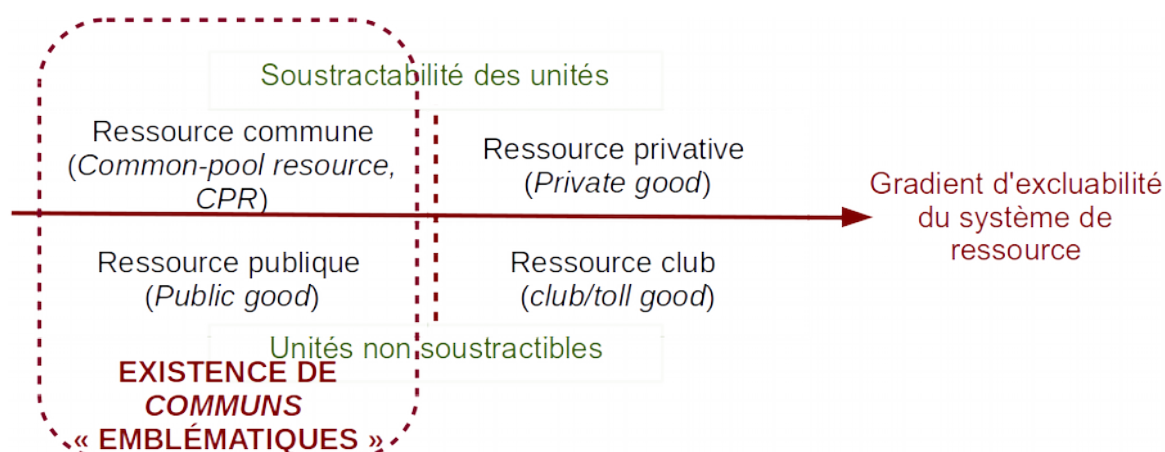 Soustractabilité des unités
Ressource commune
(Common-pool resource,
CPR)
Ressource privative
(Private good)
Gradient d'excluabilité
du système de
ressource
Ressource publique
(Public good)
Ressource club
(club/toll good)
Unités non soustractibles
EXISTENCE DE
COMMUNS
« EMBLÉMATIQUES »